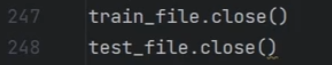 247 train_file.close()
248 test_file.close()